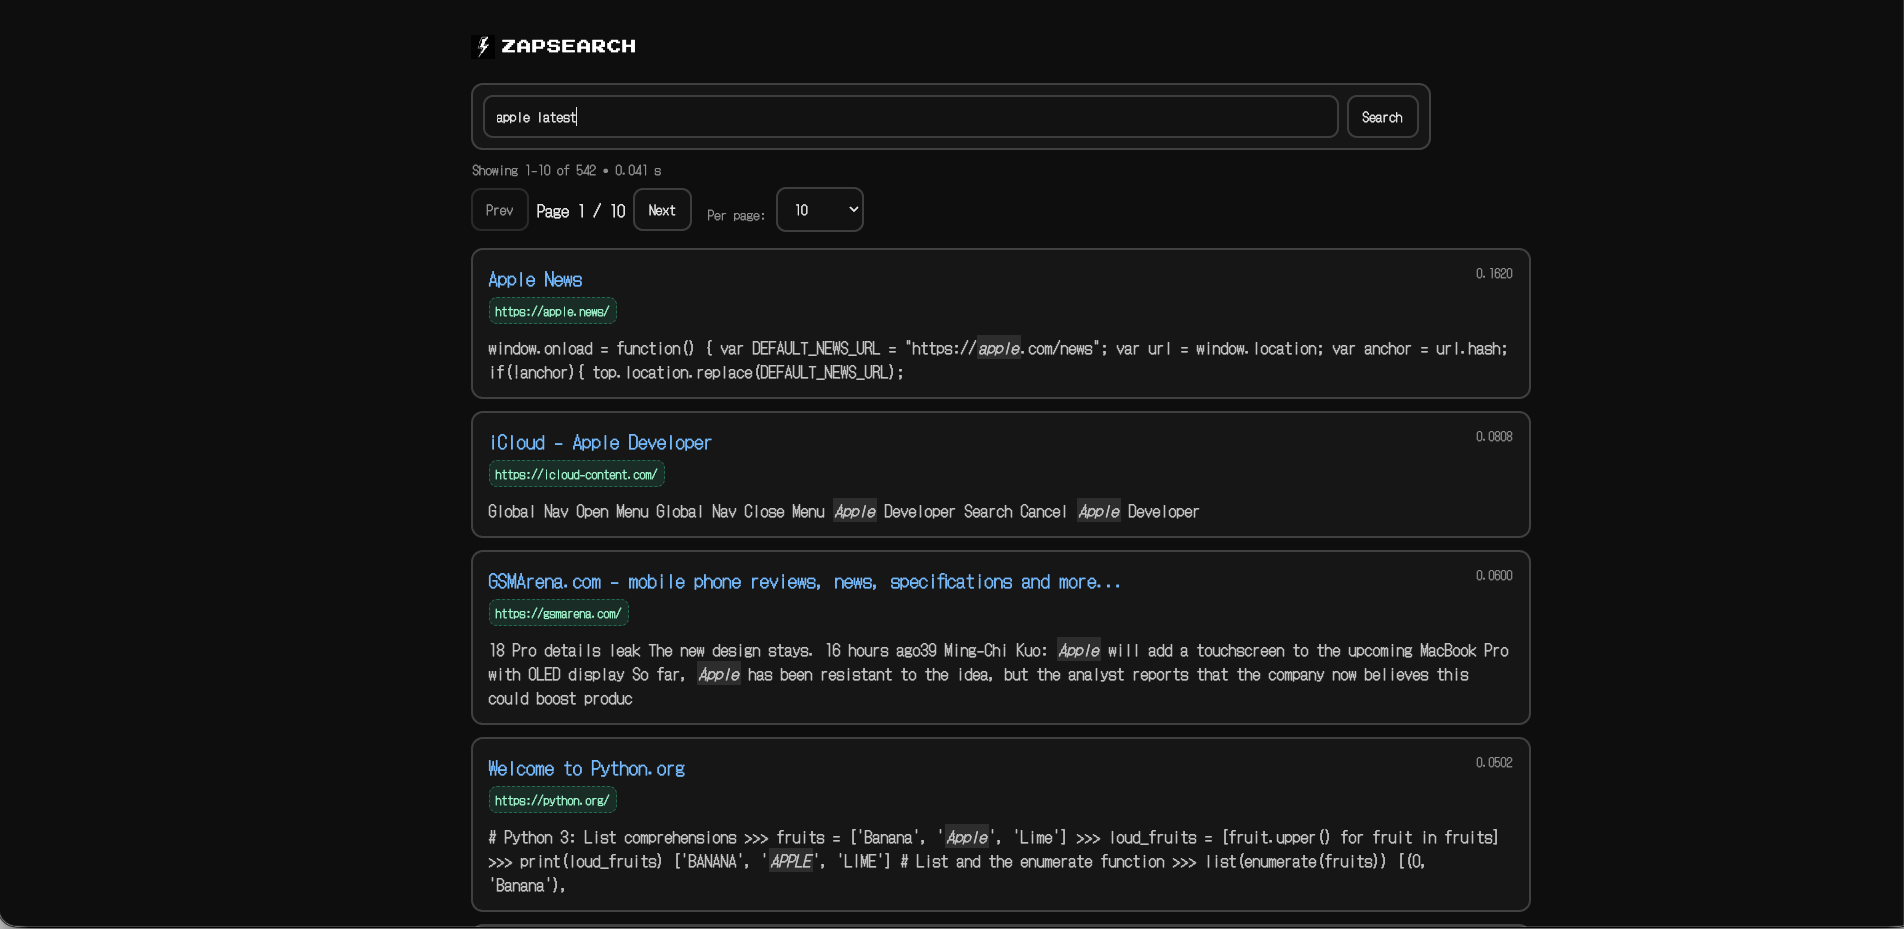 ZAPSEARCH
apple latest
Search
Showing 1-10 of 542 • 0.041 s
Prev
Page 1 / 10
Next
Per page:
10
Apple News
0.1620
https://apple.news/
window.onload = function() { var DEFAULT_NEWS_URL = "https://apple.com/news"; var url = window.location; var anchor = url.hash;
if(!anchor){ top.location.replace(DEFAULT_NEWS_URL);
iCloud - Apple Developer
0.0808
https://icloud-content.com/
Global Nav Open Menu Global Nav Close Menu Apple Developer Search Cancel Apple Developer
GSMArena.com - mobile phone reviews, news, specifications and more...
0.0600
https://gsmarena.com/
18 Pro details leak The new design stays. 16 hours ago39 Ming-Chi Kuo: Apple will add a touchscreen to the upcoming MacBook Pro
with OLED display So far, Apple has been resistant to the idea, but the analyst reports that the company now believes this
could boost produc
Welcome to Python.org
0.0502
https://python.org/
# Python 3: List comprehensions >>> fruits = ['Banana', 'Apple', 'Lime'] >>> loud_fruits = [fruit.upper() for fruit in fruits]
>>> print(loud_fruits) ['BANANA', 'APPLE', 'LIME'] # List and the enumerate function >>> list(enumerate(fruits)) [(0,
'Banana'),